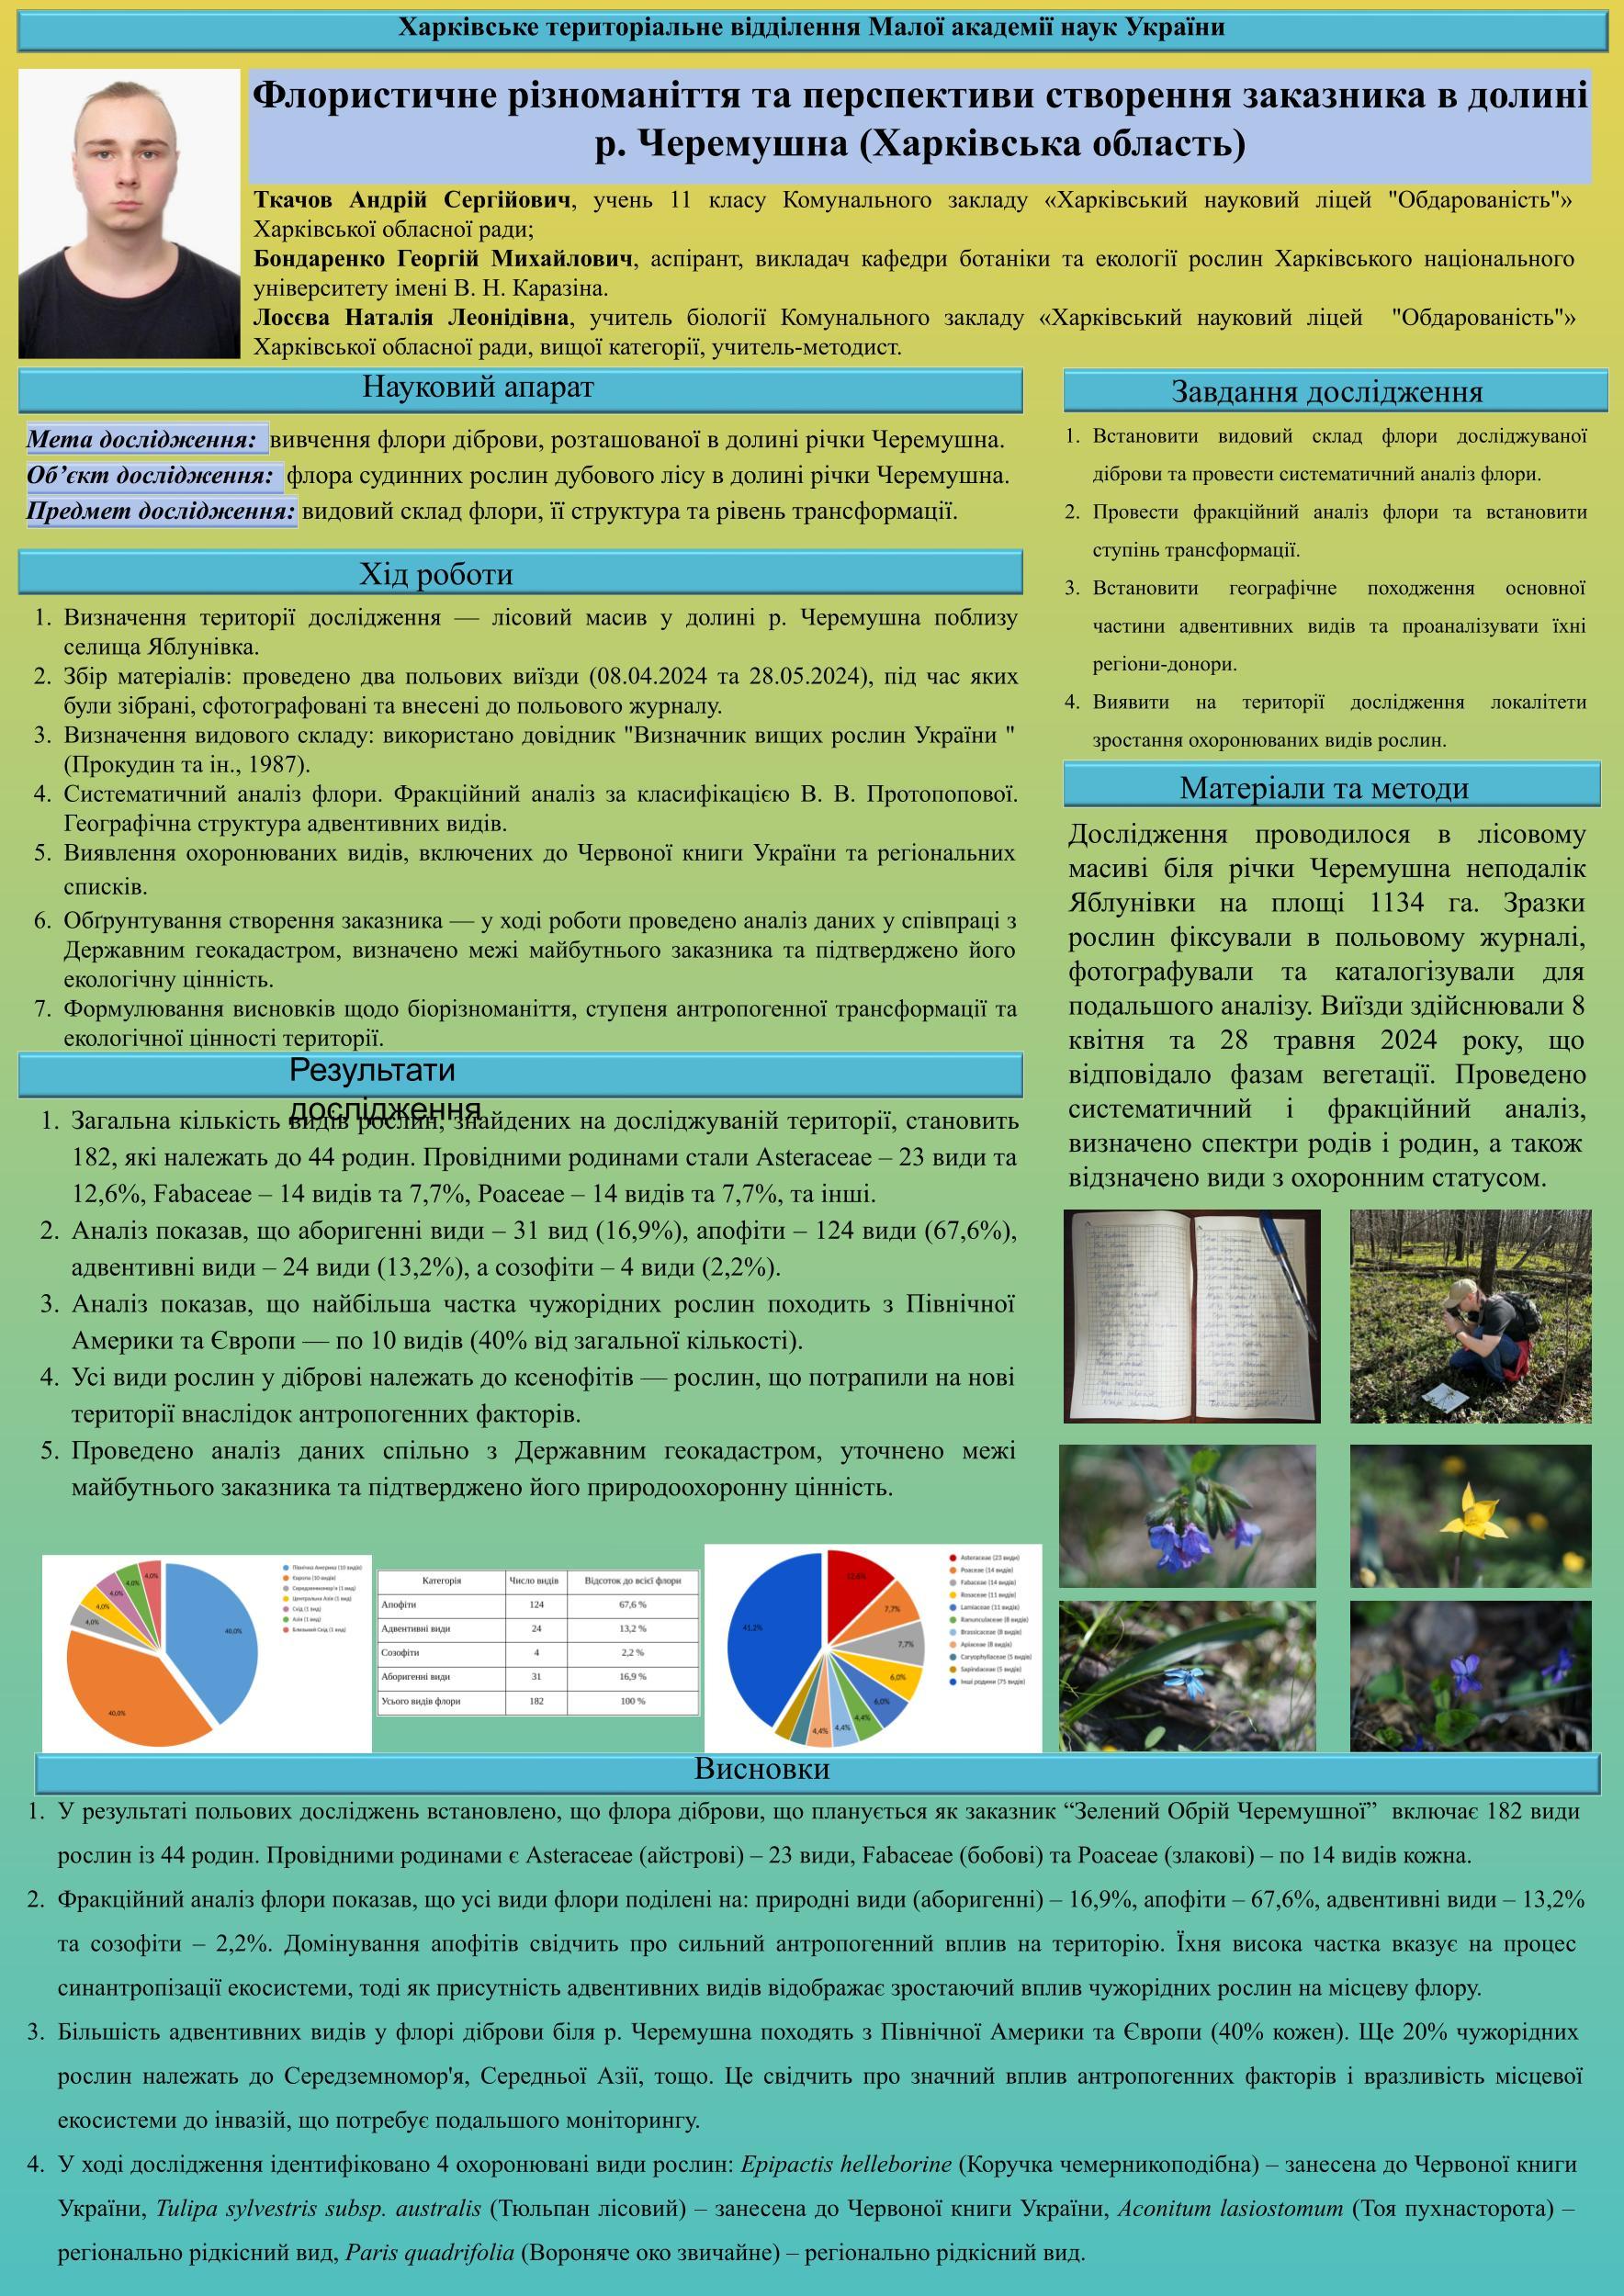 Харківське територіальне відділення Малої академії наук України
Флористичне різноманіття та перспективи створення заказника в долині
р. Черемушна (Харківська область)
Ткачов Андрій Сергійович, учень 11 класу Комунального закладу «Харківський науковий ліцей "Обдарованість"»
Харківської обласної ради;
Бондаренко Георгій Михайлович, аспірант, викладач кафедри ботаніки та екології рослин Харківського національного
університету імені В. Н. Каразіна.
Лосєва Наталія Леонідівна, учитель біології Комунального закладу «Харківський науковий ліцей "Обдарованість"»
Харківської обласної ради, вищої категорії, учитель-методист.
Науковий апарат
Мета дослідження: вивчення флори діброви, розташованої в долині річки Черемушна.
Об’єкт дослідження: флора судинних рослин дубового лісу в долині річки Черемушна.
Предмет дослідження: видовий склад флори, її структура та рівень трансформації.
Хід роботи
1. Визначення території дослідження — лісовий масив у долині р. Черемушна поблизу
селища Яблунівка.
2. Збір матеріалів: проведено два польових виїзди (08.04.2024 та 28.05.2024), під час яких
були зібрані, сфотографовані та внесені до польового журналу.
3. Визначення видового складу: використано довідник "Визначник вищих рослин України "
(Прокудин та ін., 1987).
4. Систематичний аналіз флори. Фракційний аналіз за класифікацією В. В. Протопопової.
Географічна структура адвентивних видів.
5. Виявлення охоронюваних видів, включених до Червоної книги України та регіональних
списків.
6. Обґрунтування створення заказника — у ході роботи проведено аналіз даних у співпраці з
Державним геокадастром, визначено межі майбутнього заказника та підтверджено його
екологічну цінність.
7. Формулювання висновків щодо біорізноманіття, ступеня антропогенної трансформації та
екологічної цінності території.
Результати
дослідження
1. Загальна кількість видів рослин, знайдених на досліджуваній території, становить
182, які належать до 44 родин. Провідними родинами стали Asteraceae – 23 види та
12,6%, Fabaceae – 14 видів та 7,7%, Poaceae – 14 видів та 7,7%, та інші.
2. Аналіз показав, що аборигенні види – 31 вид (16,9%), апофіти – 124 види (67,6%),
адвентивні види – 24 види (13,2%), а созофіти – 4 види (2,2%).
3. Аналіз показав, що найбільша частка чужорідних рослин походить з Північної
Америки та Європи — по 10 видів (40% від загальної кількості).
4. Усі види рослин у діброві належать до ксенофітів — рослин, що потрапили на нові
території внаслідок антропогенних факторів.
5. Проведено аналіз даних спільно з Державним геокадастром, уточнено межі
майбутнього заказника та підтверджено його природоохоронну цінність.
Завдання дослідження
1. Встановити видовий склад флори досліджуваної
діброви та провести систематичний аналіз флори.
2. Провести фракційний аналіз флори та встановити
ступінь трансформації.
3. Встановити географічне походження основної
частини адвентивних видів та проаналізувати їхні
регіони-донори.
4. Виявити на території дослідження локалітети
зростання охоронюваних видів рослин.
Матеріали та методи
Дослідження проводилося в лісовому
масиві біля річки Черемушна неподалік
Яблунівки на площі 1134 га. Зразки
рослин фіксували в польовому журналі,
фотографували та каталогізували для
подальшого аналізу. Виїзди здійснювали 8
квітня та 28 травня 2024 року, що
відповідало фазам вегетації. Проведено
систематичний і фракційний аналіз,
визначено спектри родів і родин, а також
відзначено види з охоронним статусом.
40,0%
40,0%
4,0%
4,0%
4,0%
4,0%
4,0%
Північна Америка (10 видів)
Європа (10 видів)
Середземномор'я (1 вид)
Центральна Азія (1 вид)
Схід (1 вид)
Азія (1 вид)
Близький Схід (1 вид)
Категорія Число видів Відсоток до всієї флори
Апофіти 124 67,6 %
Адвентивні види 24 13,2 %
Созофіти 4 2,2 %
Аборигенні види 31 16,9 %
Усього видів флори 182 100 %
12,6%
7,7%
7,7%
6,0%
6,0%
4,4%
4,4%
4,4%
41,2%
Asteraceae (23 види)
Poaceae (14 видів)
Fabaceae (14 видів)
Rosaceae (11 видів)
Lamiaceae (11 видів)
Ranunculaceae (8 видів)
Brassicaceae (8 видів)
Apiaceae (8 видів)
Caryophyllaceae (5 видів)
Sapindaceae (5 видів)
Інші родини (75 видів)
Висновки
1. У результаті польових досліджень встановлено, що флора діброви, що планується як заказник “Зелений Обрій Черемушної” включає 182 види
рослин із 44 родин. Провідними родинами є Asteraceae (айстрові) – 23 види, Fabaceae (бобові) та Poaceae (злакові) – по 14 видів кожна.
2. Фракційний аналіз флори показав, що усі види флори поділені на: природні види (аборигенні) – 16,9%, апофіти – 67,6%, адвентивні види – 13,2%
та созофіти – 2,2%. Домінування апофітів свідчить про сильний антропогенний вплив на територію. Їхня висока частка вказує на процес
синантропізації екосистеми, тоді як присутність адвентивних видів відображає зростаючий вплив чужорідних рослин на місцеву флору.
3. Більшість адвентивних видів у флорі діброви біля р. Черемушна походять з Північної Америки та Європи (40% кожен). Ще 20% чужорідних
рослин належать до Середземномор'я, Середньої Азії, тощо. Це свідчить про значний вплив антропогенних факторів і вразливість місцевої
екосистеми до інвазій, що потребує подальшого моніторингу.
4. У ході дослідження ідентифіковано 4 охоронювані види рослин: Epipactis helleborine (Коручка чемерникоподібна) – занесена до Червоної книги
України, Tulipa sylvestris subsp. australis (Тюльпан лісовий) – занесена до Червоної книги України, Aconitum lasiostomum (Тоя пухнасторота) –
регіонально рідкісний вид, Paris quadrifolia (Вороняче око звичайне) – регіонально рідкісний вид.